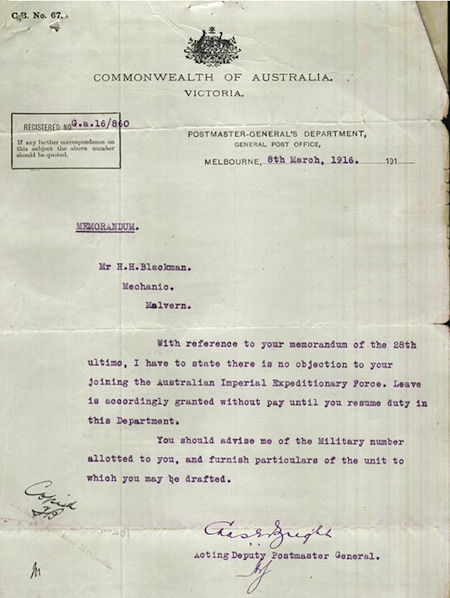 C.B. No. 67.
COMMONWEALTH OF AUSTRALIA.
VICTORIA.
REGISTERED NO. G.a.16/860
If any further correspondence on
this subject the above number
should be quoted.
POSTMASTER-GENERAL'S DEPARTMENT,
GENERAL POST OFFICE,
MELBOURNE, 8th March, 1916. 191
MEMORANDUM.
Mr H.H.Blackman.
Mechanic.
Malvern.
With reference to your memorandum of the 28th
ultimo, I have to state there is no objection to your
joining the Australian Imperial Expeditionary Force. Leave
is accordingly granted without pay until you resume duty in
this Department.
You should advise me of the Military number
allotted to you, and furnish particulars of the unit to
which you may be drafted.
Copied
Chas E Bright
Acting Deputy Postmaster General.